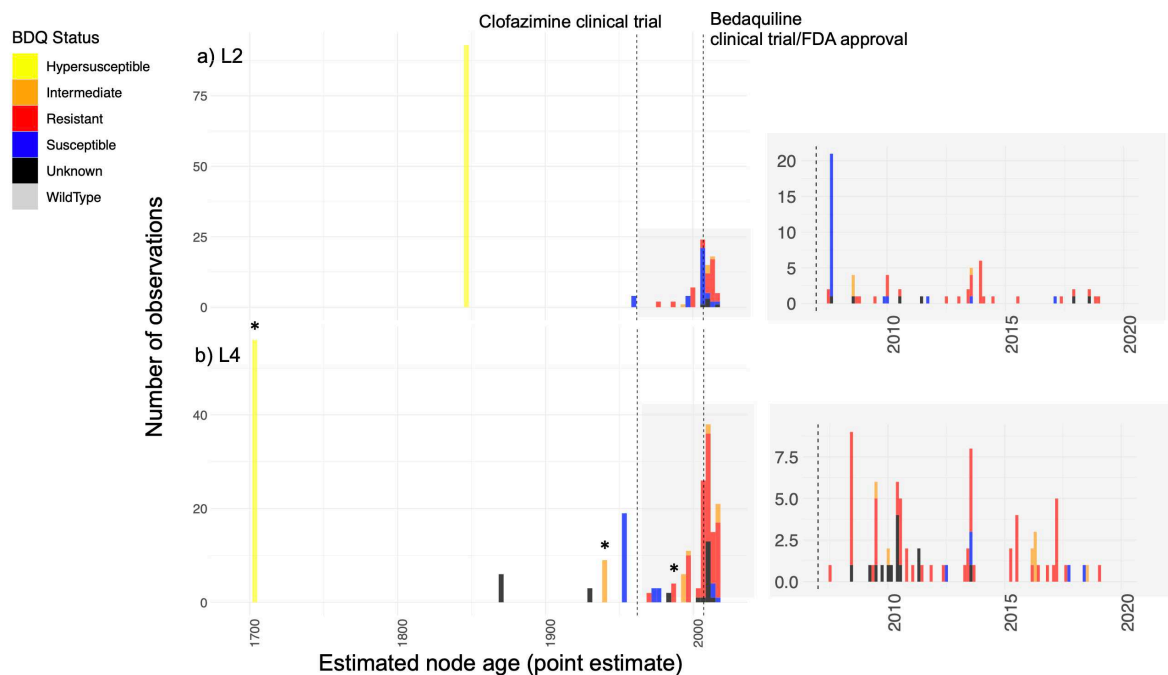 Clofazimine clinical trial
Bedaquiline
clinical trial/FDA approval
BDQ Status
Hypersusceptible
Intermediate
Resistant
Susceptible
Unknown
WildType
a) L2
75
50
25
0
20
15
10
5
0
2010
2015
2020
Number of observations
*
b) L4
40
20
0
*
*
1700
1800
1900
2000
7.5
5.0
2.5
0.0
2010
2015
2020
Estimated node age (point estimate)